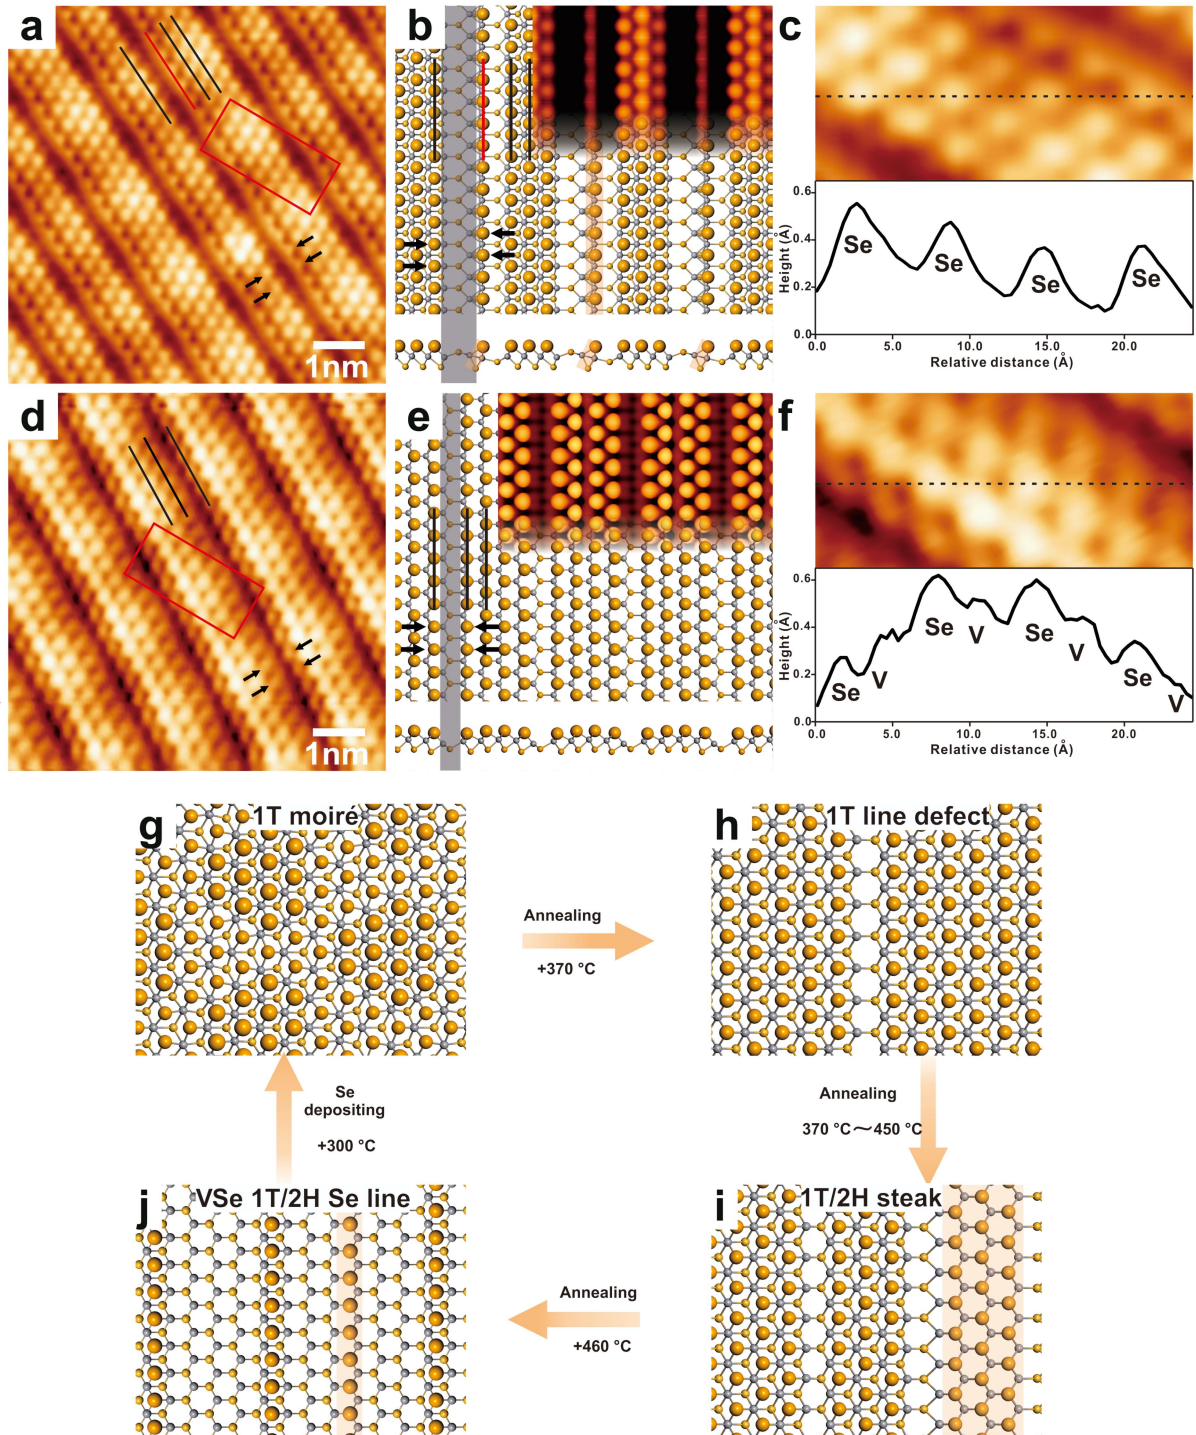 a
1nm
b
c
Height (Å)
0.6
0.4
0.2
0.0
Se
Se
Se
Se
0.0
5.0
10.0
15.0
20.0
Relative distance (Å)
d
1nm
e
f
Height (Å)
0.6
0.4
0.2
0.0
Se
V
Se
V
Se
V
Se
V
0.0
5.0
10.0
15.0
20.0
Relative distance (Å)
g
1T moiré
Annealing
+370 °C
h
1T line defect
Se
depositing
+300 °C
Annealing
370 °C~450 °C
j
VSe 1T/2H Se line
Annealing
+460 °C
i
1T/2H steak